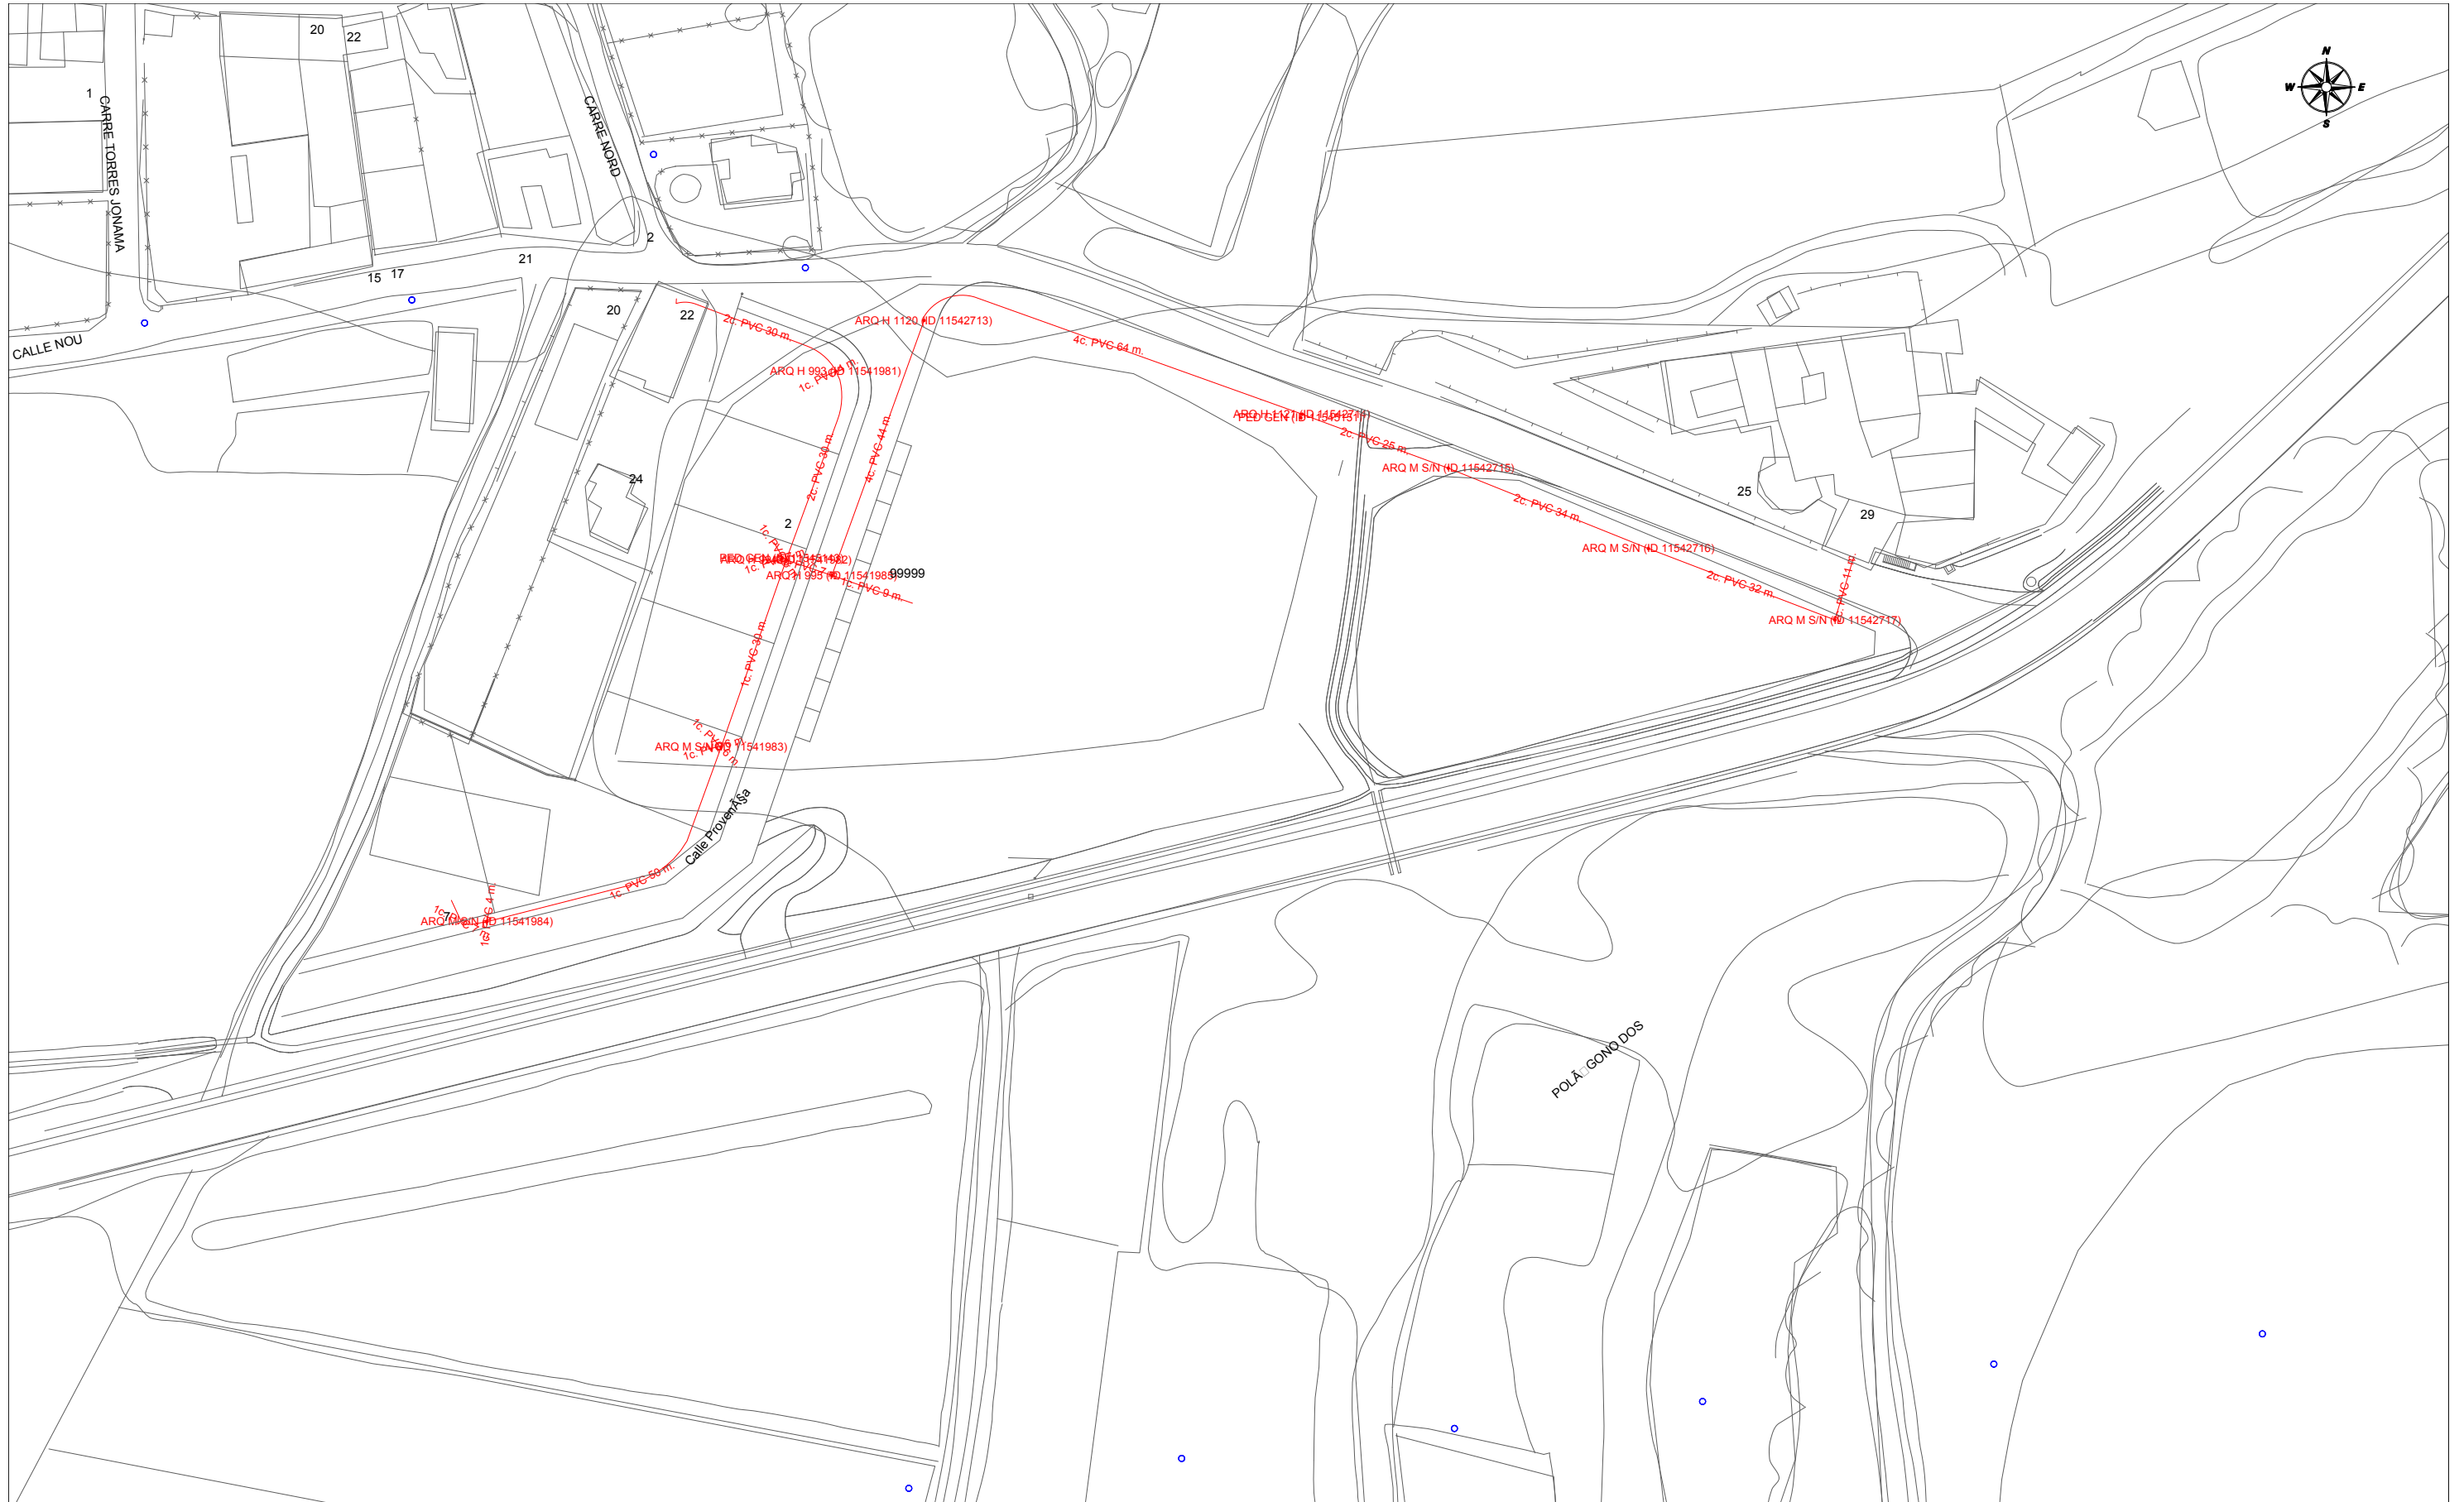 20
22
N
W
E
S
1
CARRE TORRES JONAMA
CARRE NORD
2
21
15
17
20
22
2c. PVC 30 m.
ARQ H 1120 (ID 11542713)
CALLE NOU
4c. PVC 64 m.
ARQ H 993 (ID 11541981)
4c. PVC 44 m.
2c. PVC 25 m.
2c. PVC 30 m.
ARQ M S/N (ID 11542715)
24
25
2c. PVC 34 m.
29
2
ARQ M S/N (ID 11542716)
99999
ARQ H 995 (ID 11541985)
1c. PVC 9 m.
2c. PVC 32 m.
ARQ M S/N (ID 11542717)
1c. PVC 30 m.
ARQ M S/N (ID 11541983)
Calle ProvenÃ§a
1c. PVC 50 m.
7
ARQ M S/N (ID 11541984)
POLÃ□GONO DOS